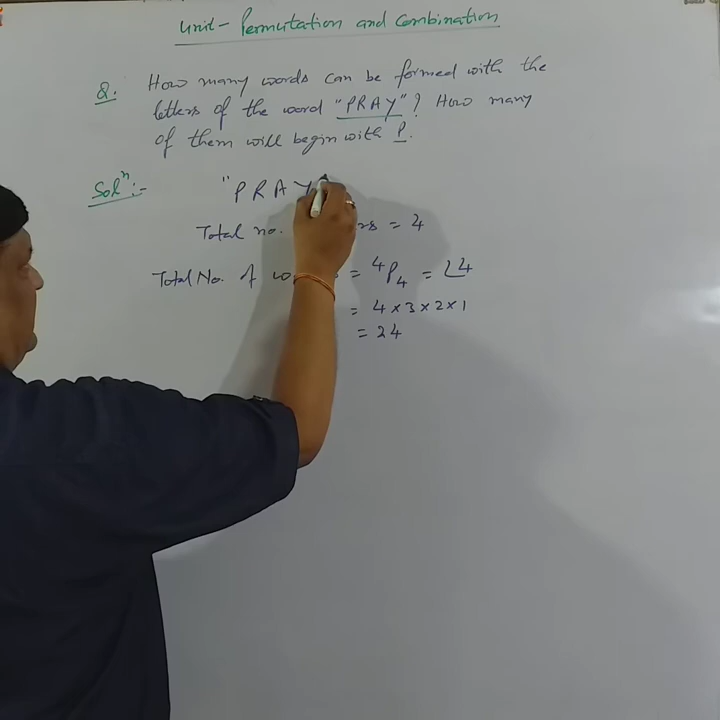 Unit - Permutation and Combination
Q. How many words can be formed with the
letters of the word "PRAY"? How many
of them will begin with P.
Solⁿ :- "PRAY
Total no. = 4
Total No. of = ⁴P₄ = ∠4
= 4 × 3 × 2 × 1
= 24